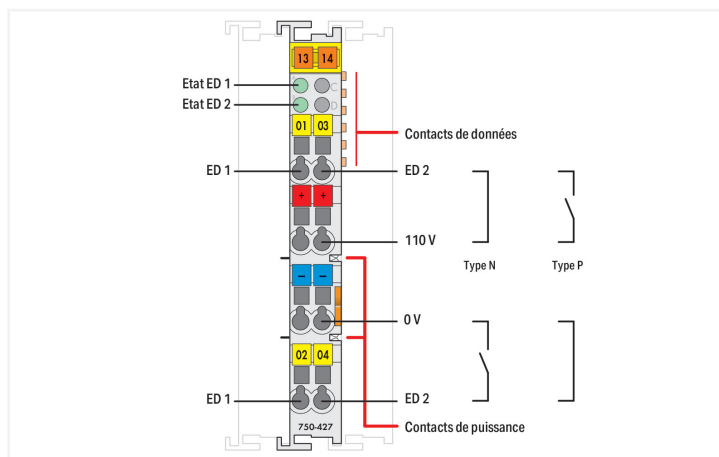 13 14
Etat ED 1
C
Etat ED 2
D
01 03
Contacts de données
ED 1
ED 2
+ +
110 V
Type N
Type P
– –
0 V
02 04
ED 1
ED 2
750-427
Contacts de puissance